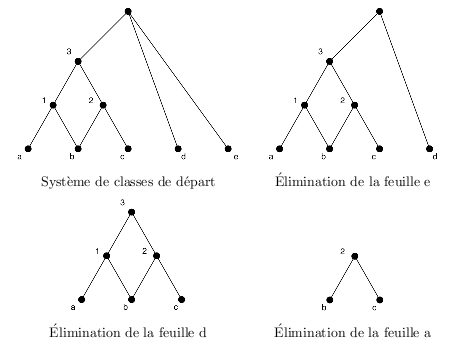 3
1 2
a b c d e
Système de classes de départ
3
1 2
a b c d
Élimination de la feuille e
3
1 2
a b c
Élimination de la feuille d
2
b c
Élimination de la feuille a